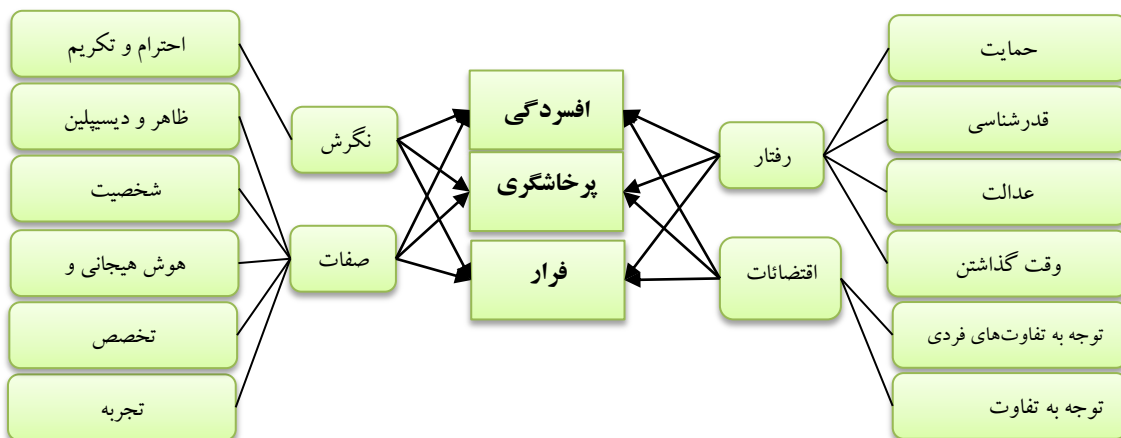 حمایت
قدرشناسی
عدالت
وقت گذاشتن
توجه به تفاوت‌های فردی
توجه به تفاوت
رفتار
اقتضائات
افسردگی
پرخاشگری
فرار
نگرش
صفات
احترام و تکریم
ظاهر و دیسیپلین
شخصیت
هوش هیجانی و
تخصص
تجربه